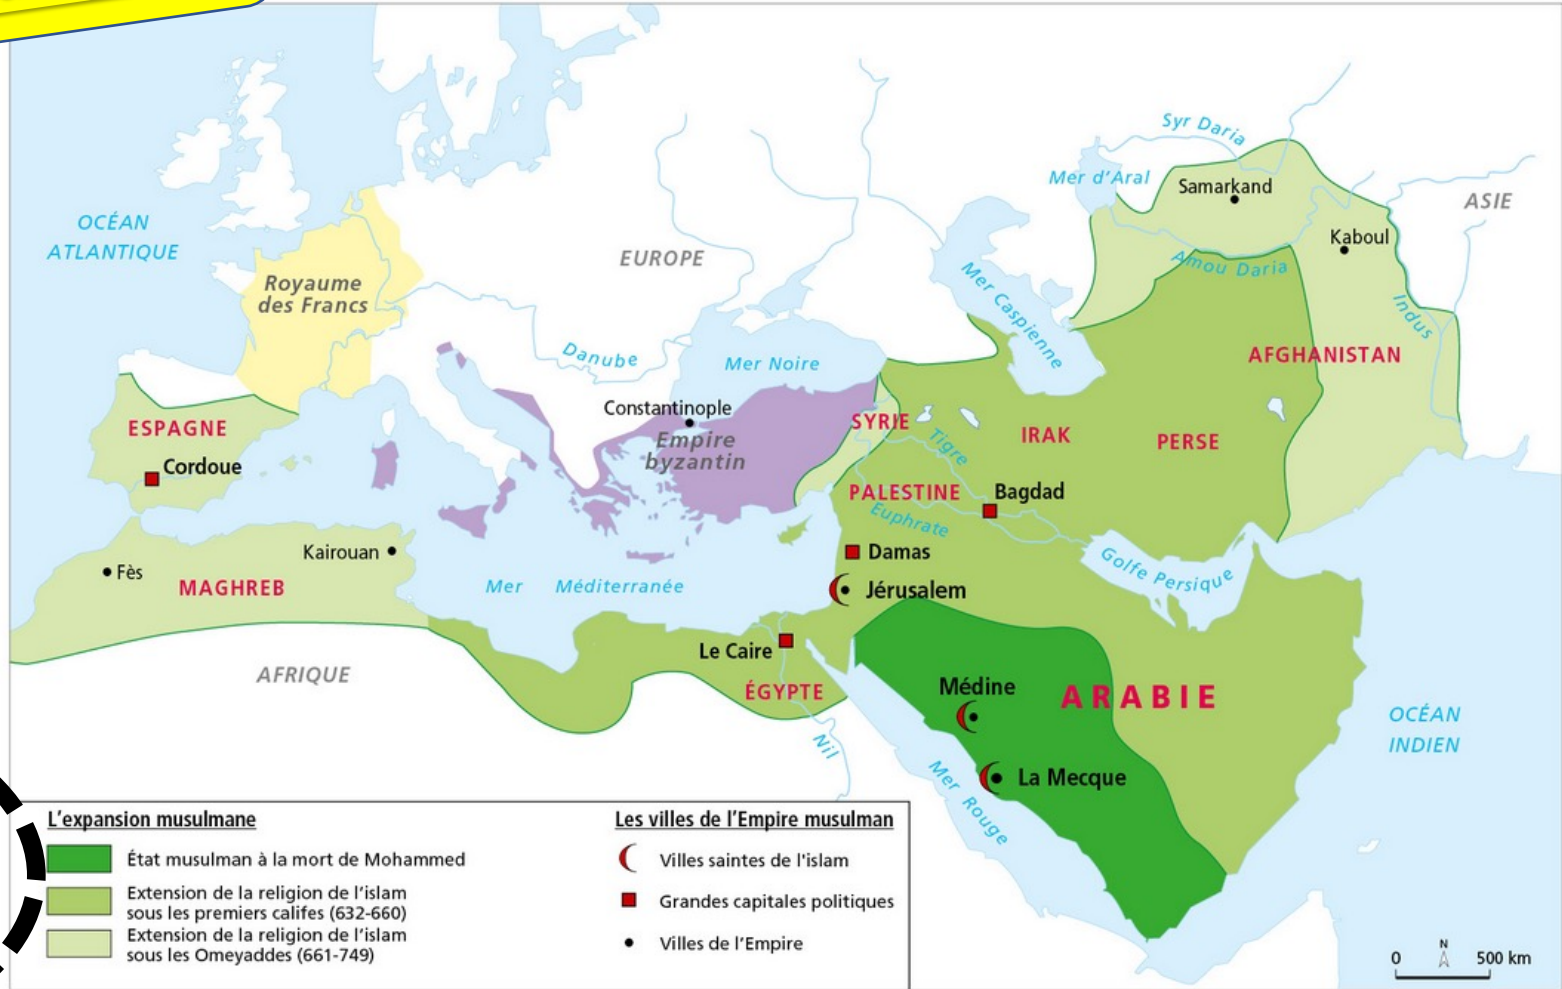 Syr Daria
Mer d'Aral
Samarkand
ASIE
OCÉAN
ATLANTIQUE
Kaboul
EUROPE
Amou Daria
Royaume
des Francs
Mer Caspienne
Indus
Danube
Mer Noire
AFGHANISTAN
Constantinople
ESPAGNE
SYRIE
Empire
byzantin
Tigre
IRAK
PERSE
Cordoue
PALESTINE
Bagdad
Euphrate
Kairouan
Damas
Golfe Persique
Fès
MAGHREB
Mer Méditerranée
Jérusalem
Le Caire
AFRIQUE
ÉGYPTE
Médine
ARABIE
OCÉAN
INDIEN
Nil
La Mecque
Mer Rouge
L'expansion musulmane
État musulman à la mort de Mohammed
Extension de la religion de l'islam
sous les premiers califes (632-660)
Extension de la religion de l'islam
sous les Omeyaddes (661-749)
Les villes de l'Empire musulman
Villes saintes de l'islam
Grandes capitales politiques
Villes de l'Empire
N
0 500 km